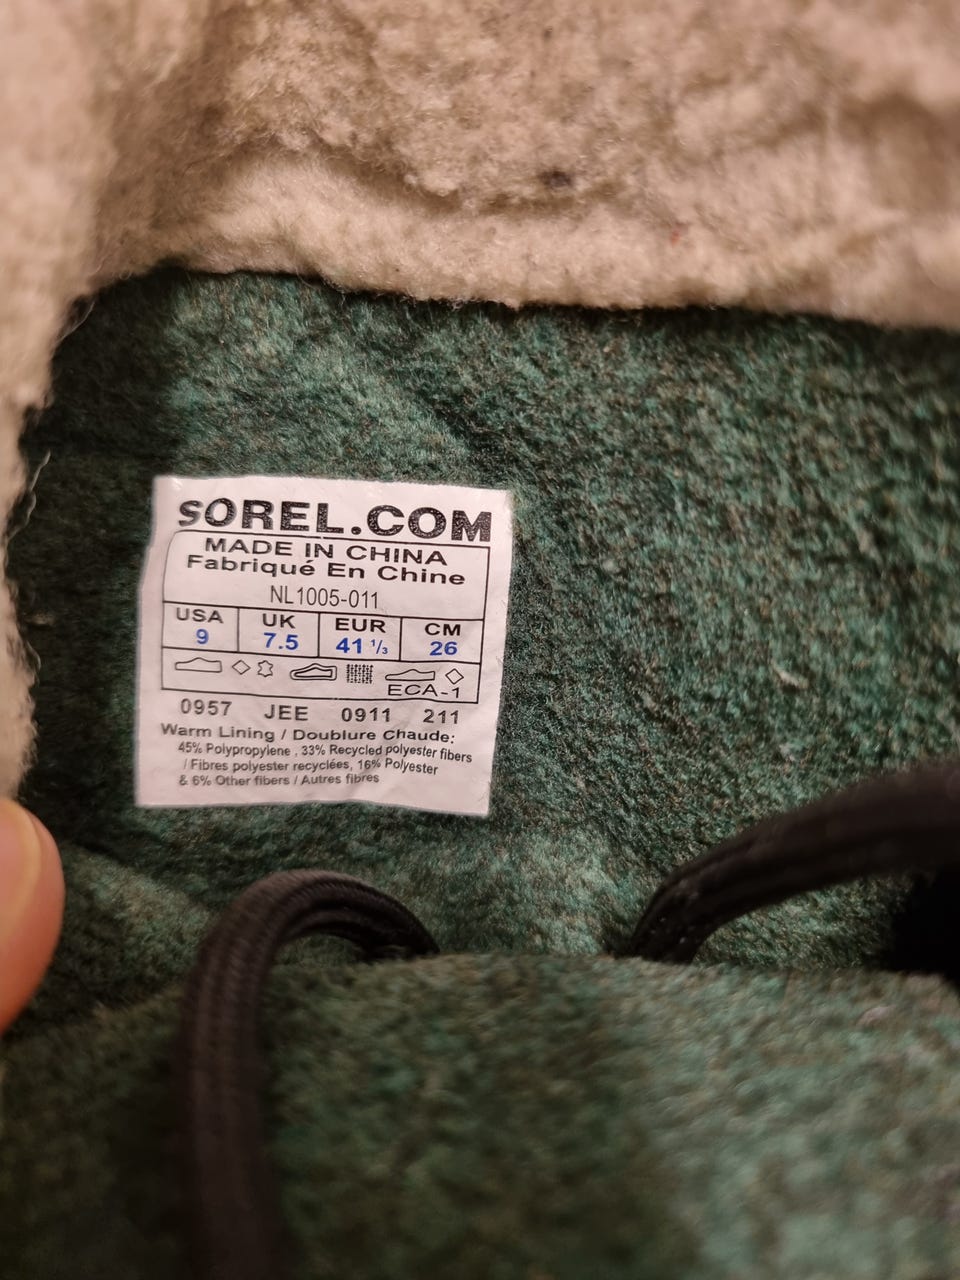 SOREL.COM
MADE IN CHINA
Fabriqué En Chine
NL1005-011
USA UK EUR CM
9 7.5 41 1/3 26
ECA-1
0957 JEE 0911 211
Warm Lining / Doublure Chaude:
45% Polypropylene , 33% Recycled polyester fibers
/ Fibres polyester recyclées, 16% Polyester
& 6% Other fibers / Autres fibres